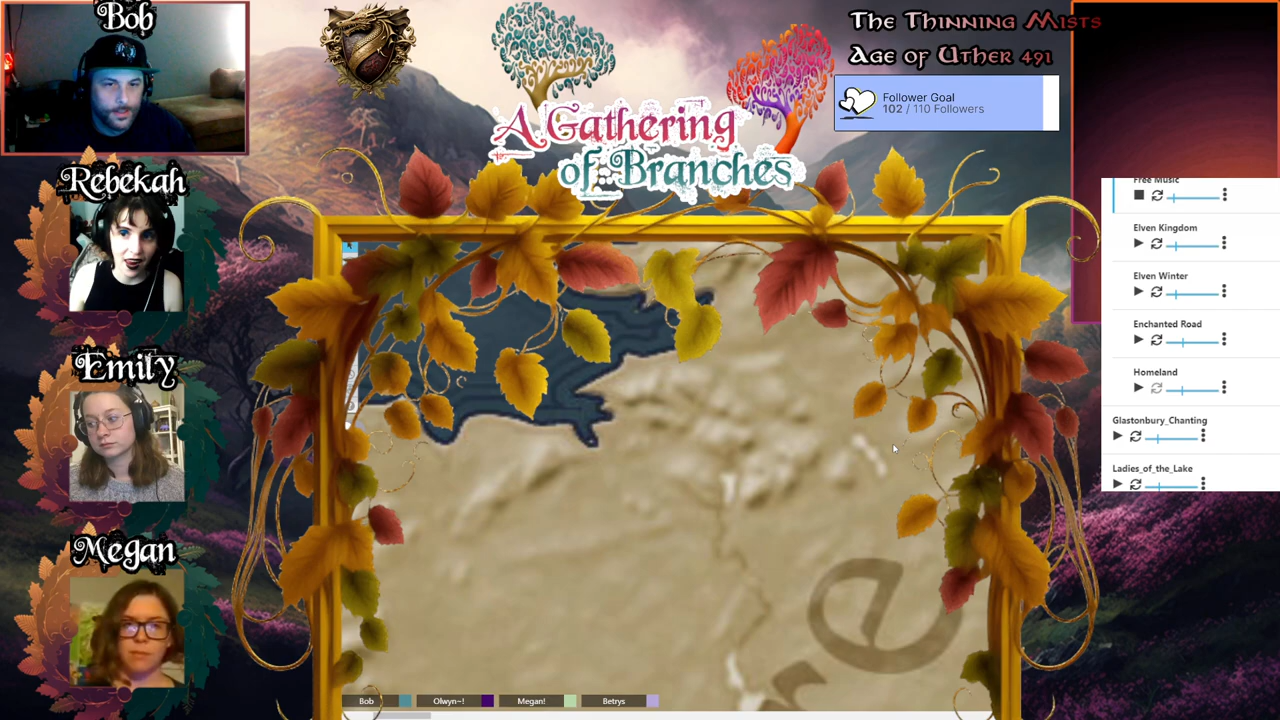 Bob
Rebekah
Emily
Megan
A Gathering
of Branches
The Thinning Mists
Age of Uther 491
Follower Goal
102 / 110 Followers
Free Music
Elven Kingdom
Elven Winter
Enchanted Road
Homeland
Glastonbury_Chanting
Ladies_of_the_Lake
re
Bob
Olwyn~!
Megan!
Betrys